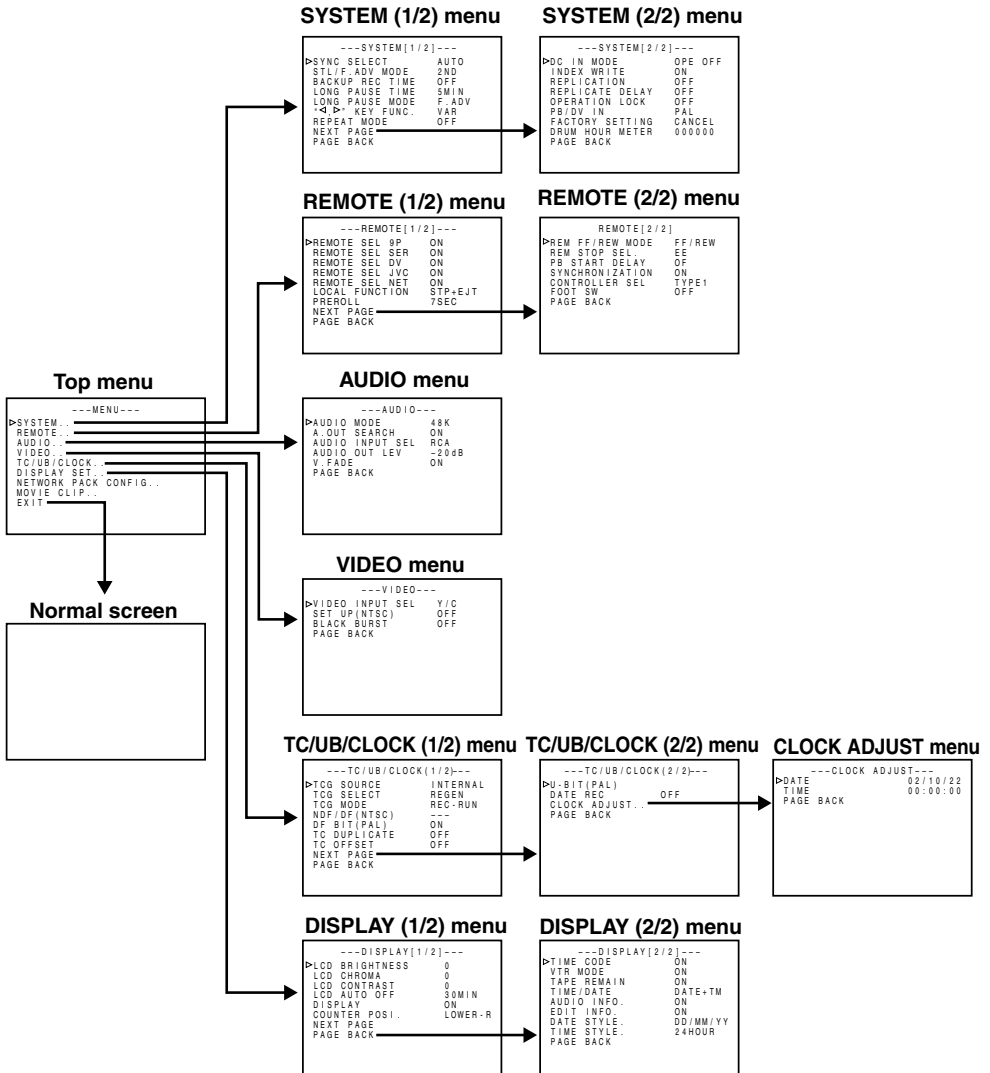 SYSTEM (1/2) menu
---SYSTEM[1/2]---
SYNC SELECT AUTO
STL/F.ADV MODE 2ND
BACKUP REC TIME OFF
LONG PAUSE TIME 5MIN
LONG PAUSE MODE F.ADV
"◁,▷" KEY FUNC. VAR
REPEAT MODE OFF
NEXT PAGE
PAGE BACK
SYSTEM (2/2) menu
---SYSTEM[2/2]---
▷DC IN MODE OPE OFF
INDEX WRITE ON
REPLICATION OFF
REPLICATE DELAY OFF
OPERATION LOCK OFF
PB/DV IN PAL
FACTORY SETTING CANCEL
DRUM HOUR METER 000000
PAGE BACK
REMOTE (1/2) menu
---REMOTE[1/2]---
▷REMOTE SEL 9P ON
REMOTE SEL SER ON
REMOTE SEL DV ON
REMOTE SEL JVC ON
REMOTE SEL NET ON
LOCAL FUNCTION STP+EJT
PREROLL 7SEC
NEXT PAGE
PAGE BACK
REMOTE (2/2) menu
REMOTE[2/2]
▷REM FF/REW MODE FF/REW
REM STOP SEL. EE
PB START DELAY OF
SYNCHRONIZATION ON
CONTROLLER SEL TYPE1
FOOT SW OFF
PAGE BACK
Top menu
---MENU---
▷SYSTEM..
REMOTE..
AUDIO..
VIDEO..
TC/UB/CLOCK..
DISPLAY SET..
NETWORK PACK CONFIG..
MOVIE CLIP..
EXIT
Normal screen
AUDIO menu
---AUDIO---
▷AUDIO MODE 48K
A.OUT SEARCH ON
AUDIO INPUT SEL RCA
AUDIO OUT LEV -20dB
V.FADE ON
PAGE BACK
VIDEO menu
---VIDEO---
▷VIDEO INPUT SEL Y/C
SET UP(NTSC) OFF
BLACK BURST OFF
PAGE BACK
TC/UB/CLOCK (1/2) menu
---TC/UB/CLOCK(1/2)---
▷TCG SOURCE INTERNAL
TCG SELECT REGEN
TCG MODE REC-RUN
NDF/DF(NTSC) ---
DF BIT(PAL) ON
TC DUPLICATE OFF
TC OFFSET OFF
NEXT PAGE
PAGE BACK
TC/UB/CLOCK (2/2) menu
---TC/UB/CLOCK(2/2)---
▷U-BIT(PAL)
DATE REC OFF
CLOCK ADJUST..
PAGE BACK
CLOCK ADJUST menu
---CLOCK ADJUST---
▷DATE 02/10/22
TIME 00:00:00
PAGE BACK
DISPLAY (1/2) menu
---DISPLAY[1/2]---
▷LCD BRIGHTNESS 0
LCD CHROMA 0
LCD CONTRAST 0
LCD AUTO OFF 30MIN
DISPLAY ON
COUNTER POSI. LOWER-R
NEXT PAGE
PAGE BACK
DISPLAY (2/2) menu
---DISPLAY[2/2]---
▷TIME CODE ON
VTR MODE ON
TAPE REMAIN ON
TIME/DATE DATE+TM
AUDIO INFO. ON
EDIT INFO. ON
DATE STYLE. DD/MM/YY
TIME STYLE. 24HOUR
PAGE BACK